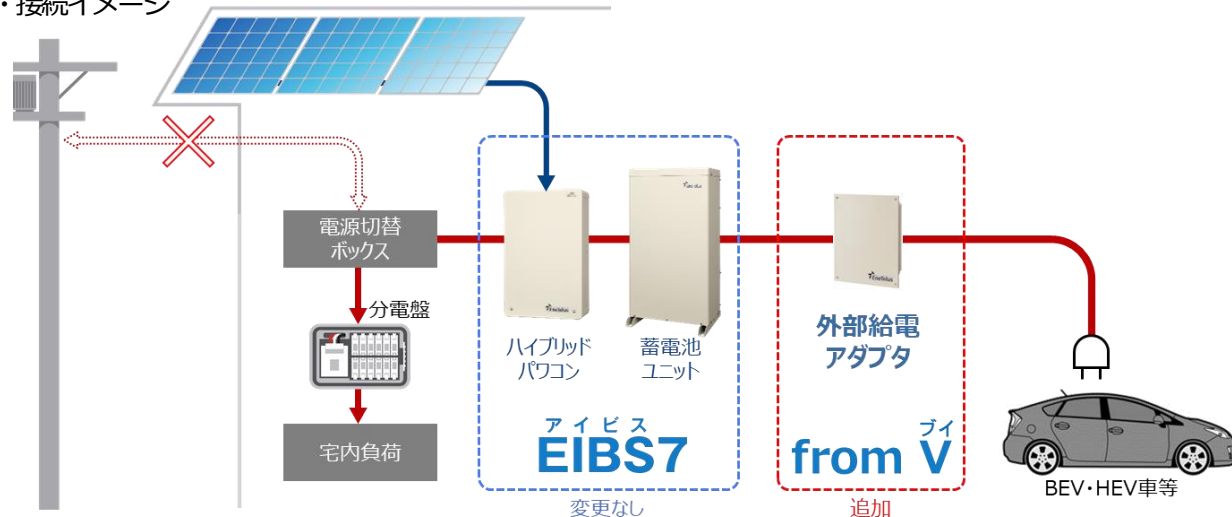 ・接続イメージ
電源切替
ボックス
分電盤
宅内負荷
ハイブリッド
パワコン
蓄電池
ユニット
アイビス
EIBS7
変更なし
外部給電
アダプタ
ブイ
from V
追加
BEV・HEV車等